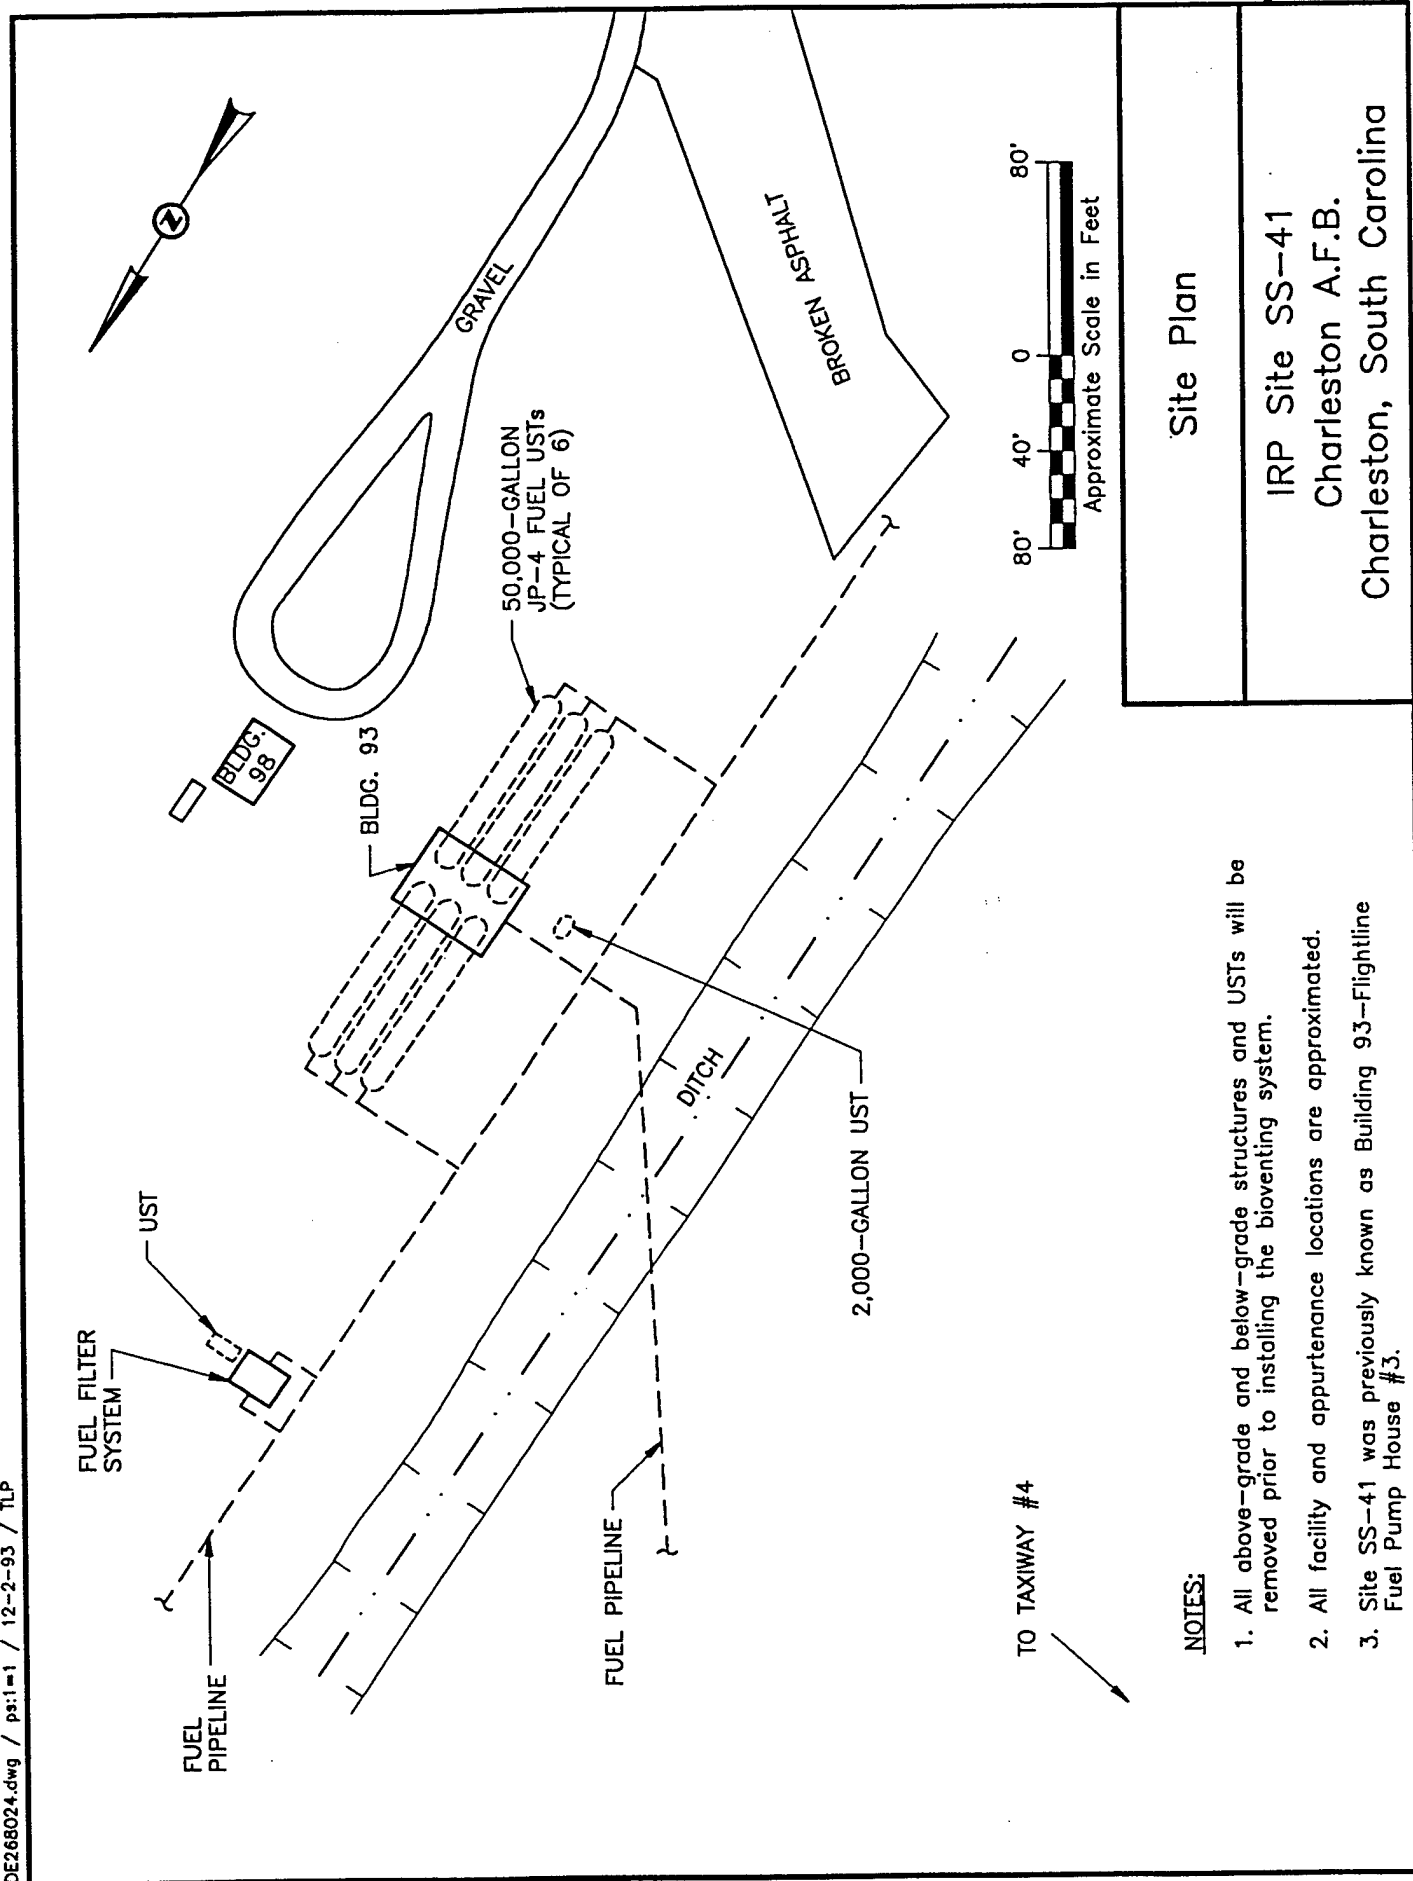 DE268024.dwg / ps:1=1 / 12-2-93 / TLP
FUEL
PIPELINE
FUEL FILTER
SYSTEM
UST
BLDG.
98
BLDG. 93
50,000-GALLON
JP-4 FUEL USTs
(TYPICAL OF 6)
GRAVEL
BROKEN ASPHALT
N
DITCH
2,000-GALLON UST
FUEL PIPELINE
TO TAXIWAY #4
80' 40' 0 80'
Approximate Scale in Feet
NOTES:
1. All above-grade and below-grade structures and USTs will be
removed prior to installing the bioventing system.
2. All facility and appurtenance locations are approximated.
3. Site SS-41 was previously known as Building 93-Flightline
Fuel Pump House #3.
Site Plan
IRP Site SS-41
Charleston A.F.B.
Charleston, South Carolina